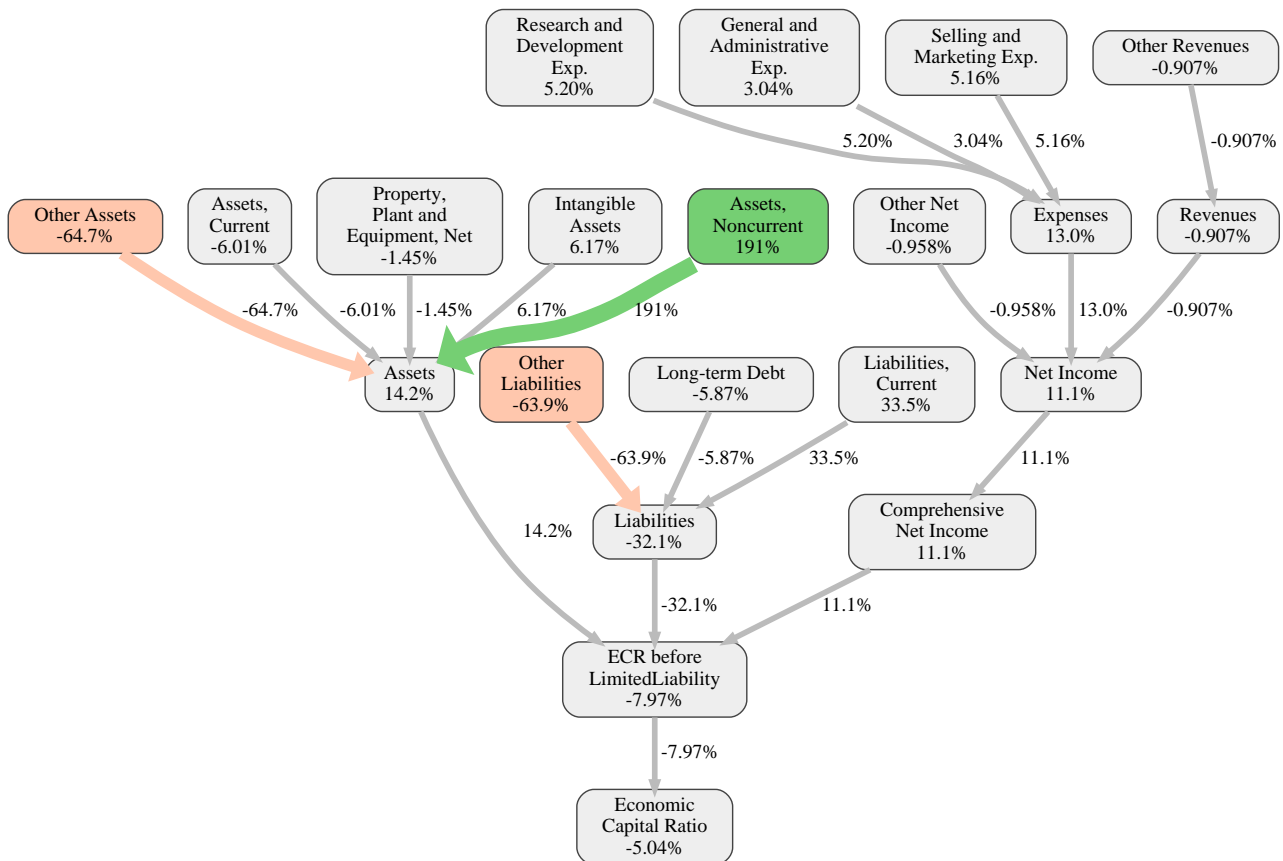 Research and
Development
Exp.
5.20%
General and
Administrative
Exp.
3.04%
Selling and
Marketing Exp.
5.16%
Other Revenues
-0.907%
5.20%
3.04%
5.16%
-0.907%
Other Assets
-64.7%
Assets,
Current
-6.01%
Property,
Plant and
Equipment, Net
-1.45%
Intangible
Assets
6.17%
Assets,
Noncurrent
191%
Other Net
Income
-0.958%
Expenses
13.0%
Revenues
-0.907%
-64.7%
-6.01%
-1.45%
6.17%
191%
-0.958%
13.0%
-0.907%
Assets
14.2%
Other
Liabilities
-63.9%
Long-term Debt
-5.87%
Liabilities,
Current
33.5%
Net Income
11.1%
-63.9%
-5.87%
33.5%
11.1%
14.2%
Liabilities
-32.1%
Comprehensive
Net Income
11.1%
-32.1%
11.1%
ECR before
LimitedLiability
-7.97%
-7.97%
Economic
Capital Ratio
-5.04%